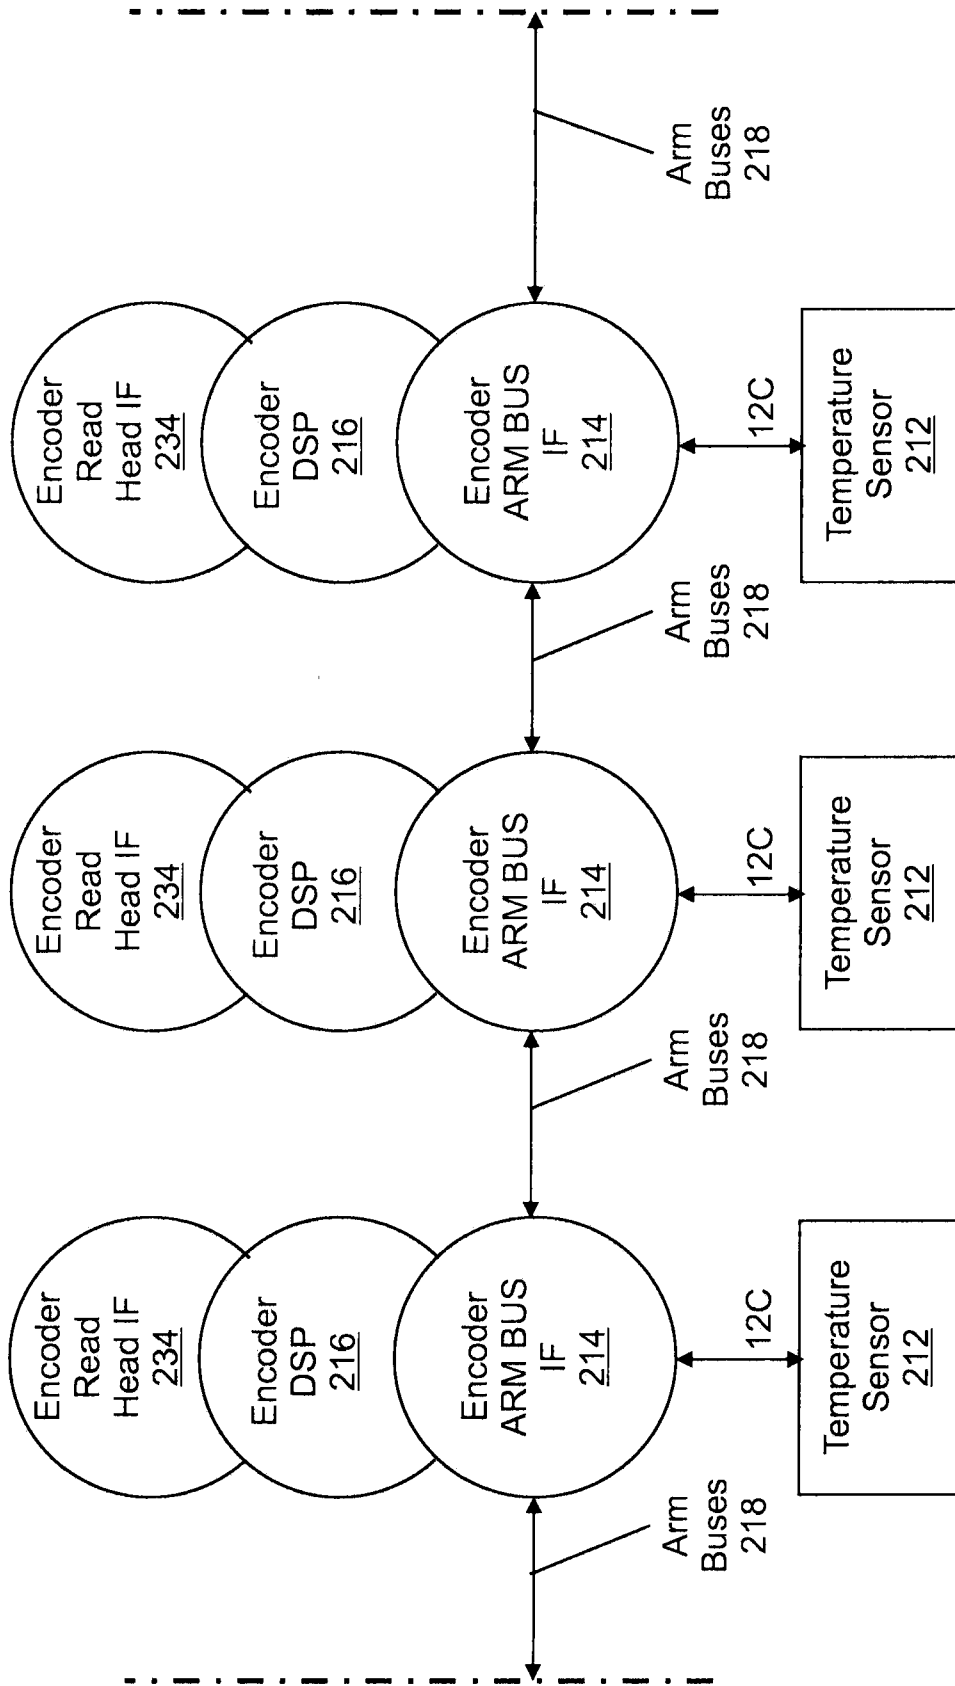 Encoder
Read
Head IF
234
Encoder
DSP
216
Encoder
ARM BUS
IF
214
12C
Temperature
Sensor
212
Arm
Buses
218
Encoder
Read
Head IF
234
Encoder
DSP
216
Encoder
ARM BUS
IF
214
12C
Temperature
Sensor
212
Arm
Buses
218
Encoder
Read
Head IF
234
Encoder
DSP
216
Encoder
ARM BUS
IF
214
12C
Temperature
Sensor
212
Arm
Buses
218
Arm
Buses
218